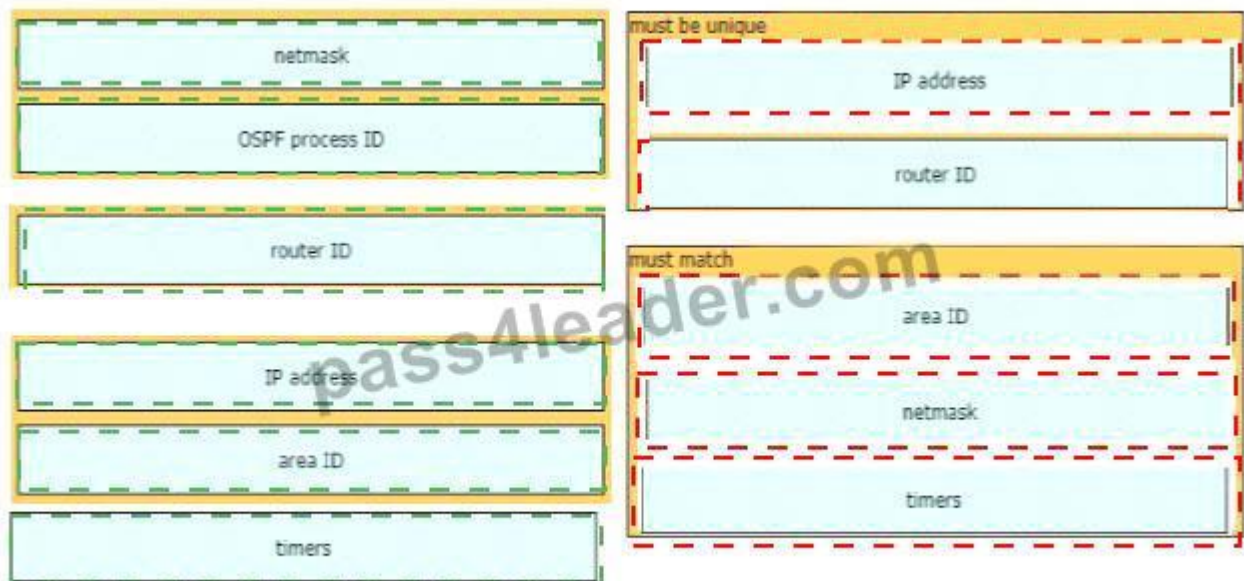 netmask
OSPF process ID
router ID
IP address
area ID
timers
must be unique
IP address
router ID
must match
area ID
netmask
timers
pass4leader.com